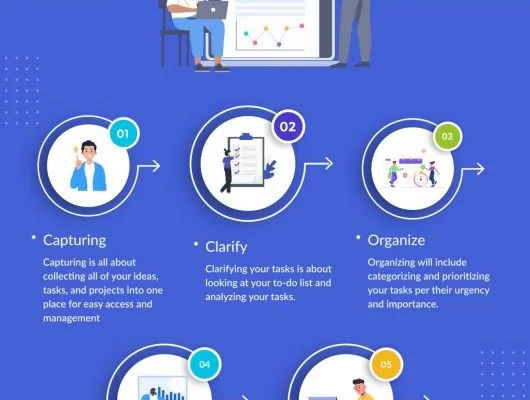 01
02
03
Capturing
Capturing is all about
collecting all of your ideas,
tasks, and projects into one
place for easy access and
management
Clarify
Clarifying your tasks is about
looking at your to-do list and
analyzing your tasks.
Organize
Organizing will include
categorizing and prioritizing
your tasks per their urgency
and importance.
04
05